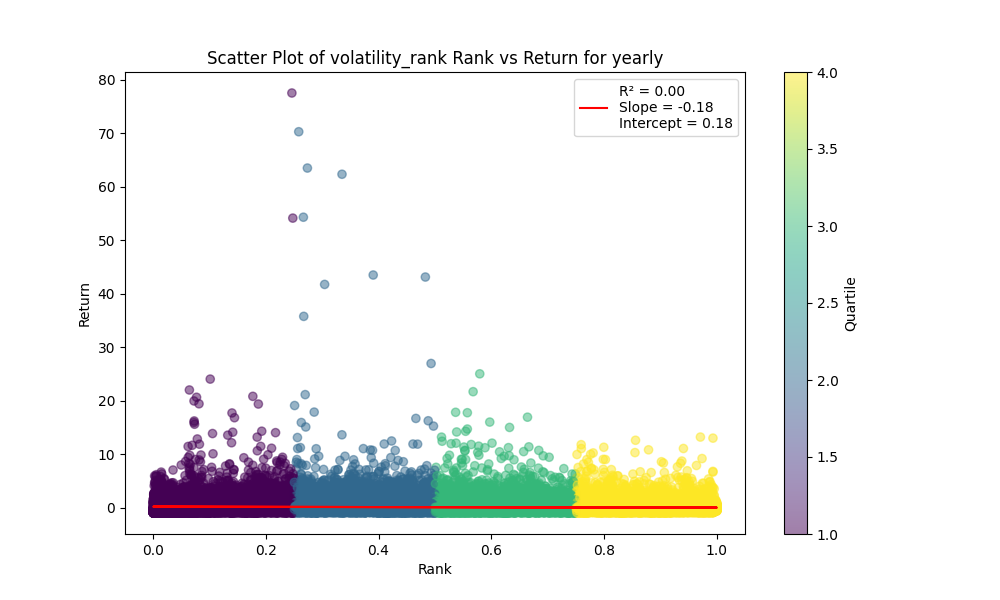 Scatter Plot of volatility_rank Rank vs Return for yearly
R² = 0.00
Slope = -0.18
Intercept = 0.18
Return
80
70
60
50
40
30
20
10
0
0.0 0.2 0.4 0.6 0.8 1.0
Rank
4.0
3.5
3.0
2.5
2.0
1.5
1.0
Quartile